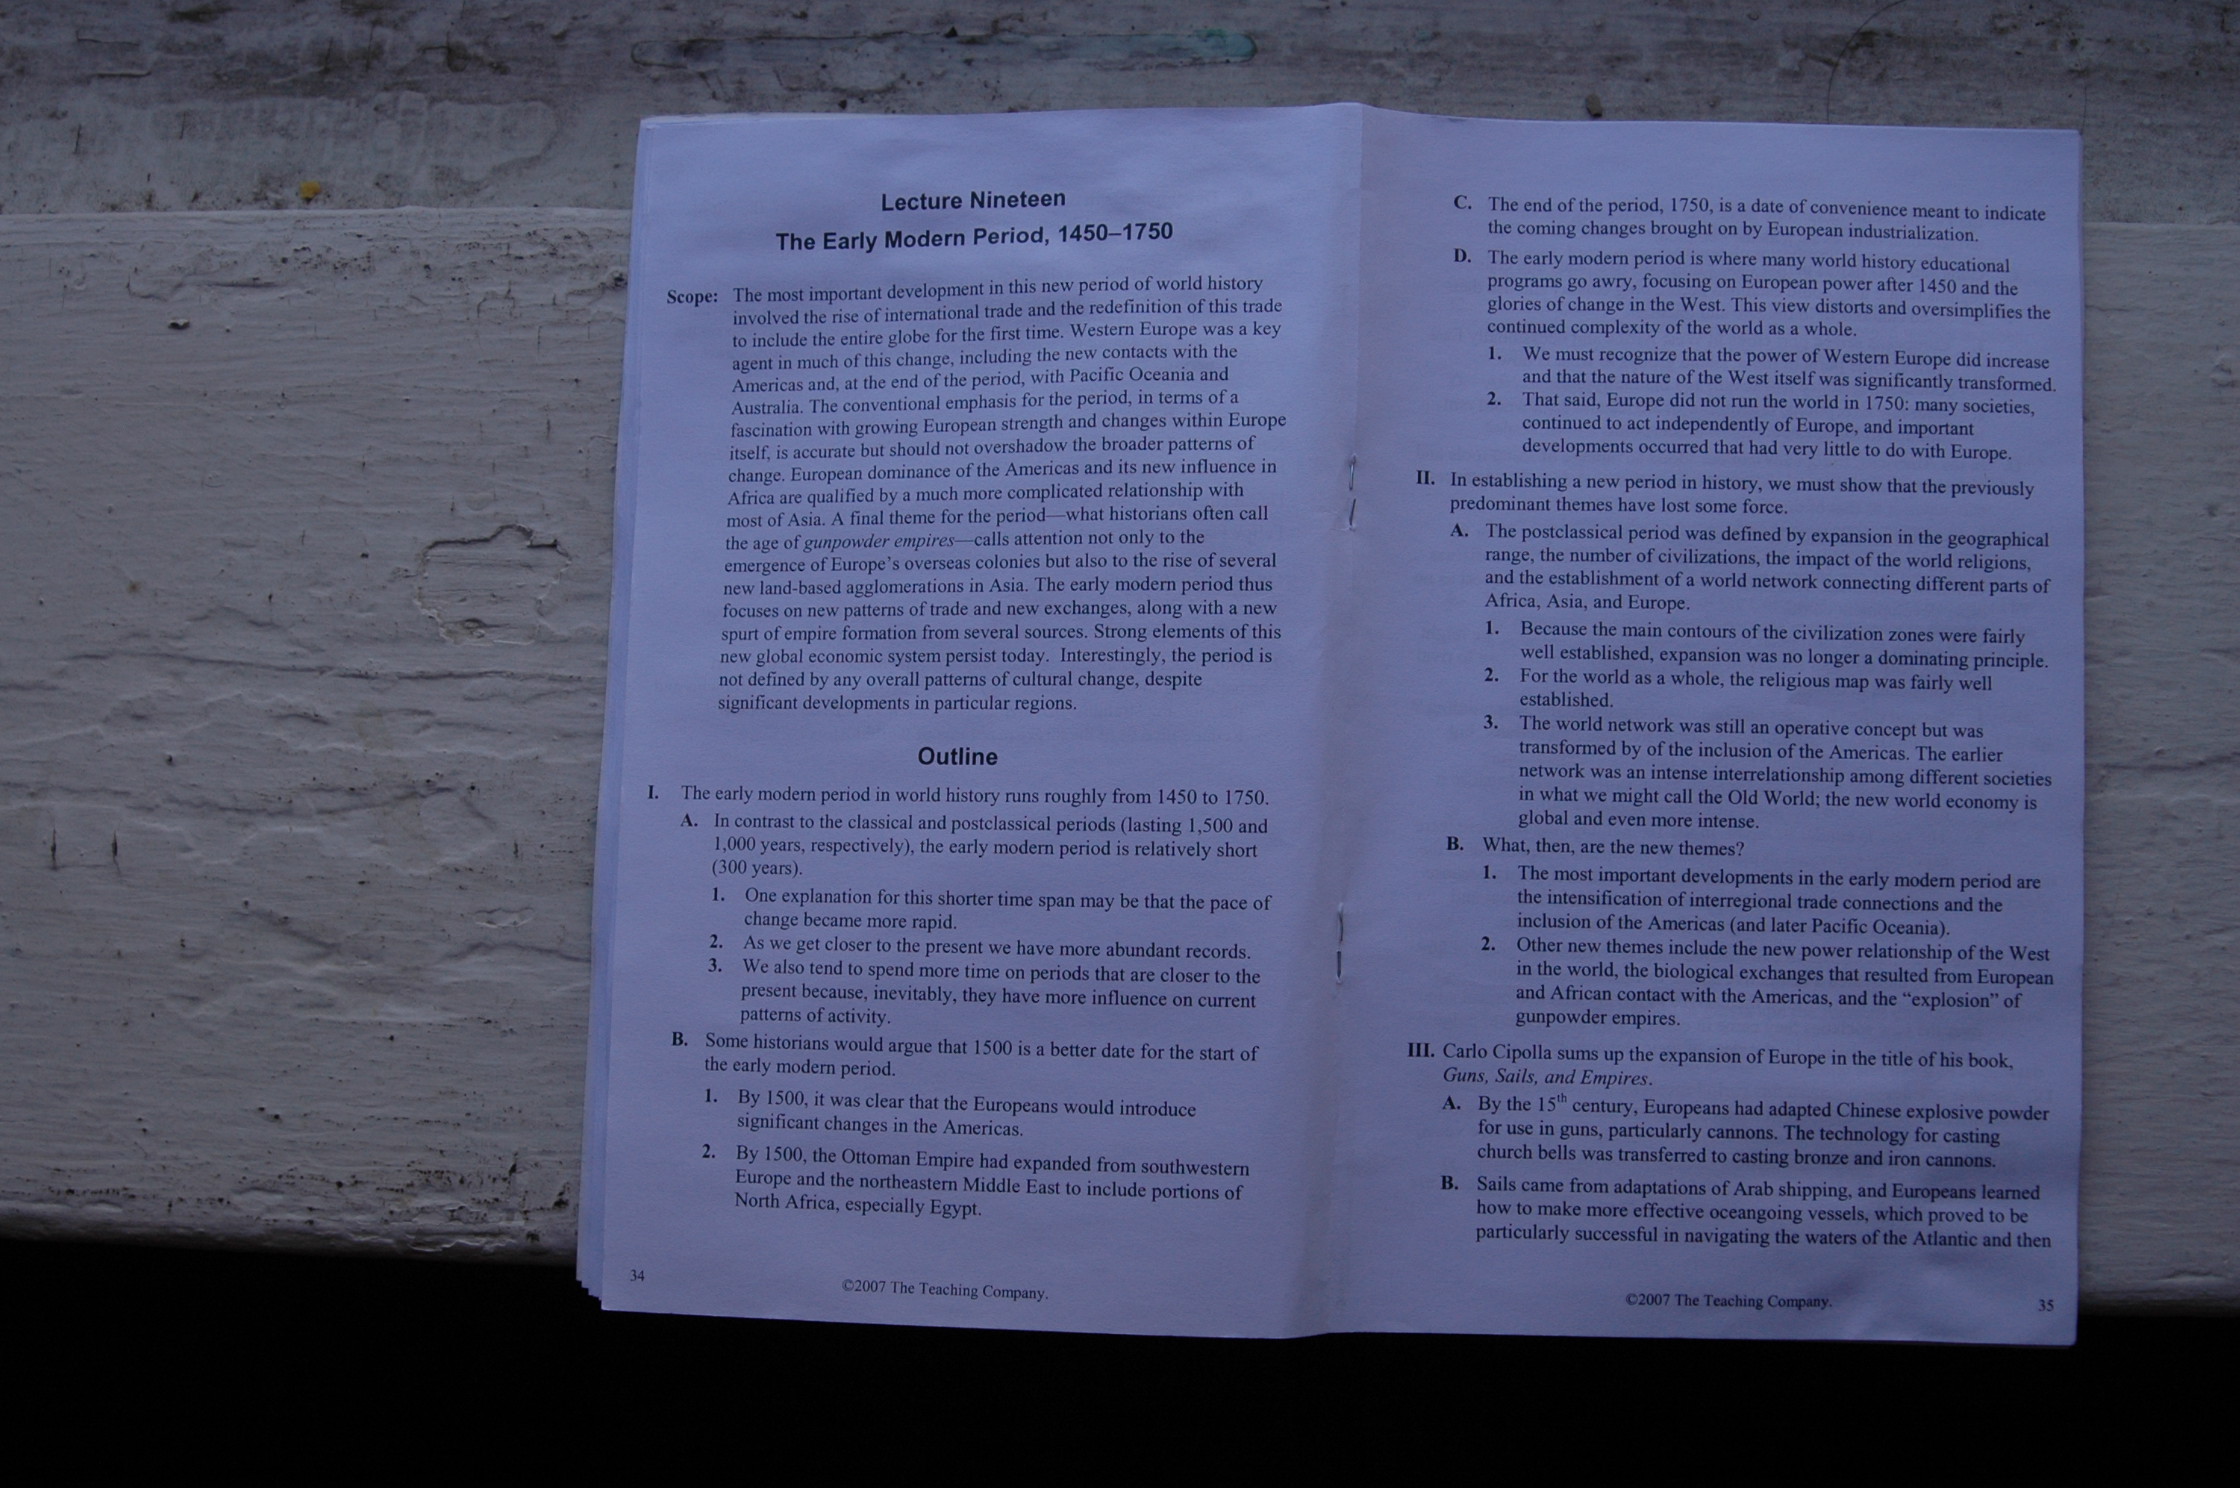 Lecture Nineteen
The Early Modern Period, 1450–1750
Scope: The most important development in this new period of world history
involved the rise of international trade and the redefinition of this trade
to include the entire globe for the first time. Western Europe was a key
agent in much of this change, including the new contacts with the
Americas and, at the end of the period, with Pacific Oceania and
Australia. The conventional emphasis for the period, in terms of a
fascination with growing European strength and changes within Europe
itself, is accurate but should not overshadow the broader patterns of
change. European dominance of the Americas and its new influence in
Africa are qualified by a much more complicated relationship with
most of Asia. A final theme for the period—what historians often call
the age of gunpowder empires—calls attention not only to the
emergence of Europe's overseas colonies but also to the rise of several
new land-based agglomerations in Asia. The early modern period thus
focuses on new patterns of trade and new exchanges, along with a new
spurt of empire formation from several sources. Strong elements of this
new global economic system persist today. Interestingly, the period is
not defined by any overall patterns of cultural change, despite
significant developments in particular regions.
Outline
I. The early modern period in world history runs roughly from 1450 to 1750.
A. In contrast to the classical and postclassical periods (lasting 1,500 and
1,000 years, respectively), the early modern period is relatively short
(300 years).
1. One explanation for this shorter time span may be that the pace of
change became more rapid.
2. As we get closer to the present we have more abundant records.
3. We also tend to spend more time on periods that are closer to the
present because, inevitably, they have more influence on current
patterns of activity.
B. Some historians would argue that 1500 is a better date for the start of
the early modern period.
1. By 1500, it was clear that the Europeans would introduce
significant changes in the Americas.
2. By 1500, the Ottoman Empire had expanded from southwestern
Europe and the northeastern Middle East to include portions of
North Africa, especially Egypt.
34
©2007 The Teaching Company.
C. The end of the period, 1750, is a date of convenience meant to indicate
the coming changes brought on by European industrialization.
D. The early modern period is where many world history educational
programs go awry, focusing on European power after 1450 and the
glories of change in the West. This view distorts and oversimplifies the
continued complexity of the world as a whole.
1. We must recognize that the power of Western Europe did increase
and that the nature of the West itself was significantly transformed.
2. That said, Europe did not run the world in 1750: many societies,
continued to act independently of Europe, and important
developments occurred that had very little to do with Europe.
II. In establishing a new period in history, we must show that the previously
predominant themes have lost some force.
A. The postclassical period was defined by expansion in the geographical
range, the number of civilizations, the impact of the world religions,
and the establishment of a world network connecting different parts of
Africa, Asia, and Europe.
1. Because the main contours of the civilization zones were fairly
well established, expansion was no longer a dominating principle.
2. For the world as a whole, the religious map was fairly well
established.
3. The world network was still an operative concept but was
transformed by of the inclusion of the Americas. The earlier
network was an intense interrelationship among different societies
in what we might call the Old World; the new world economy is
global and even more intense.
B. What, then, are the new themes?
1. The most important developments in the early modern period are
the intensification of interregional trade connections and the
inclusion of the Americas (and later Pacific Oceania).
2. Other new themes include the new power relationship of the West
in the world, the biological exchanges that resulted from European
and African contact with the Americas, and the “explosion” of
gunpowder empires.
III. Carlo Cipolla sums up the expansion of Europe in the title of his book,
Guns, Sails, and Empires.
A. By the 15th century, Europeans had adapted Chinese explosive powder
for use in guns, particularly cannons. The technology for casting
church bells was transferred to casting bronze and iron cannons.
B. Sails came from adaptations of Arab shipping, and Europeans learned
how to make more effective oceangoing vessels, which proved to be
particularly successful in navigating the waters of the Atlantic and then
©2007 The Teaching Company.
35